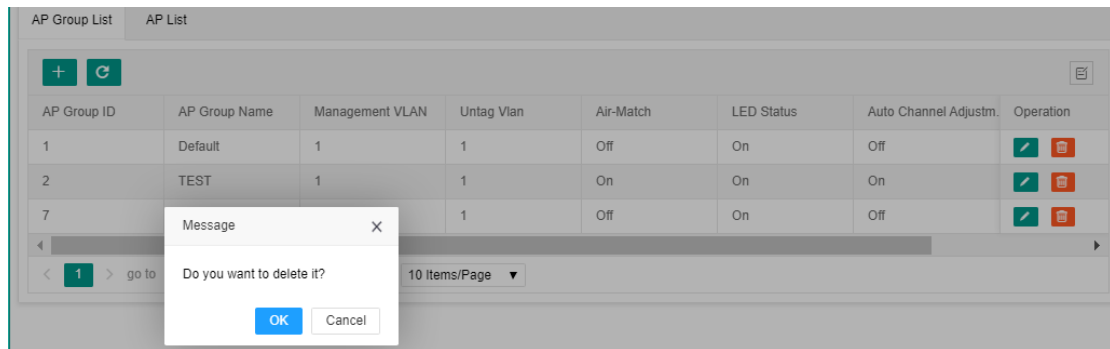 AP Group List AP List
AP Group ID AP Group Name Management VLAN Untag Vlan Air-Match LED Status Auto Channel Adjustm. Operation
1 Default 1 1 Off On Off
2 TEST 1 1 On On On
7 1 Off On Off
Message
< 1 > go to 10 Items/Page
Do you want to delete it?
OK Cancel